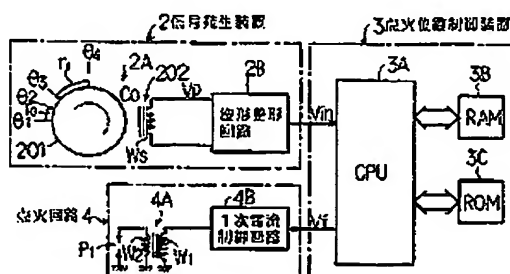 2信号発生装置
3点火位置制御装置
θ4
r
θ3
2A
202
θ2
Co
Vp
2B
3A
3B
波形整形回路
Vin
RAM
θ1
Ws
201
CPU
3C
ROM
点火回路4
4A
4B
1次電流制御回路
Vi
P1
W2
W1